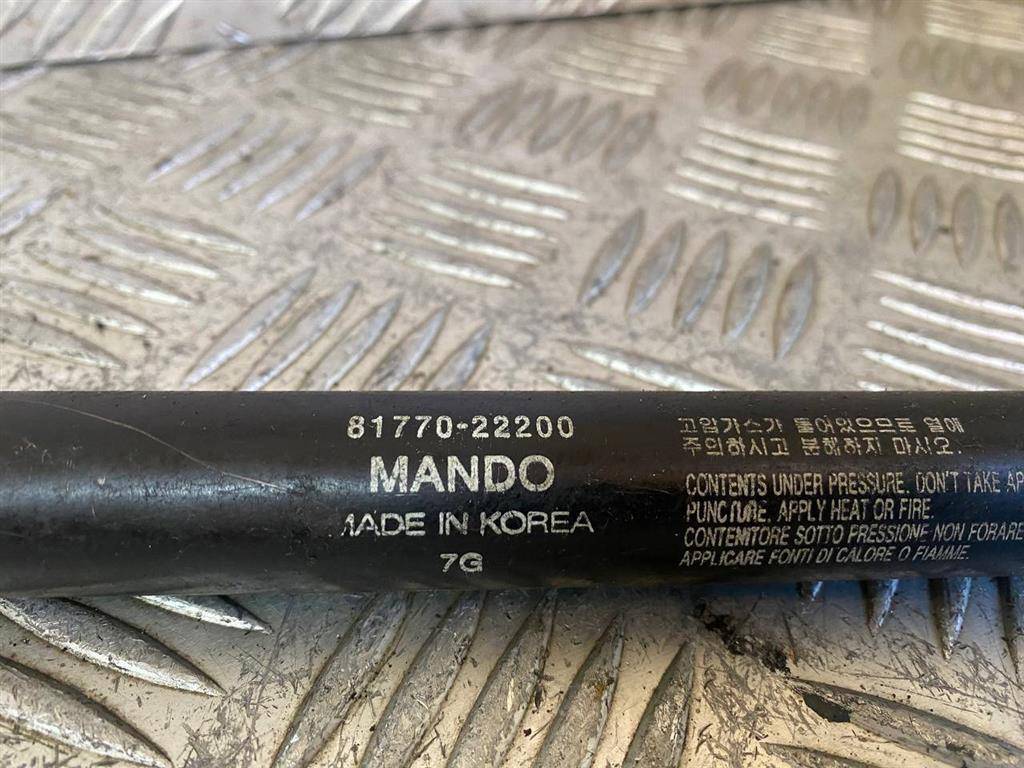 81770-22200
MANDO
MADE IN KOREA
7G
고압가스가 들어있으므로 열에
주의하시고 분해하지 마시오.
CONTENTS UNDER PRESSURE. DON'T TAKE AP
PUNCTURE, APPLY HEAT OR FIRE.
CONTENITORE SOTTO PRESSIONE NON FORARE
APPLICARE FONTI DI CALORE O FIAMME.